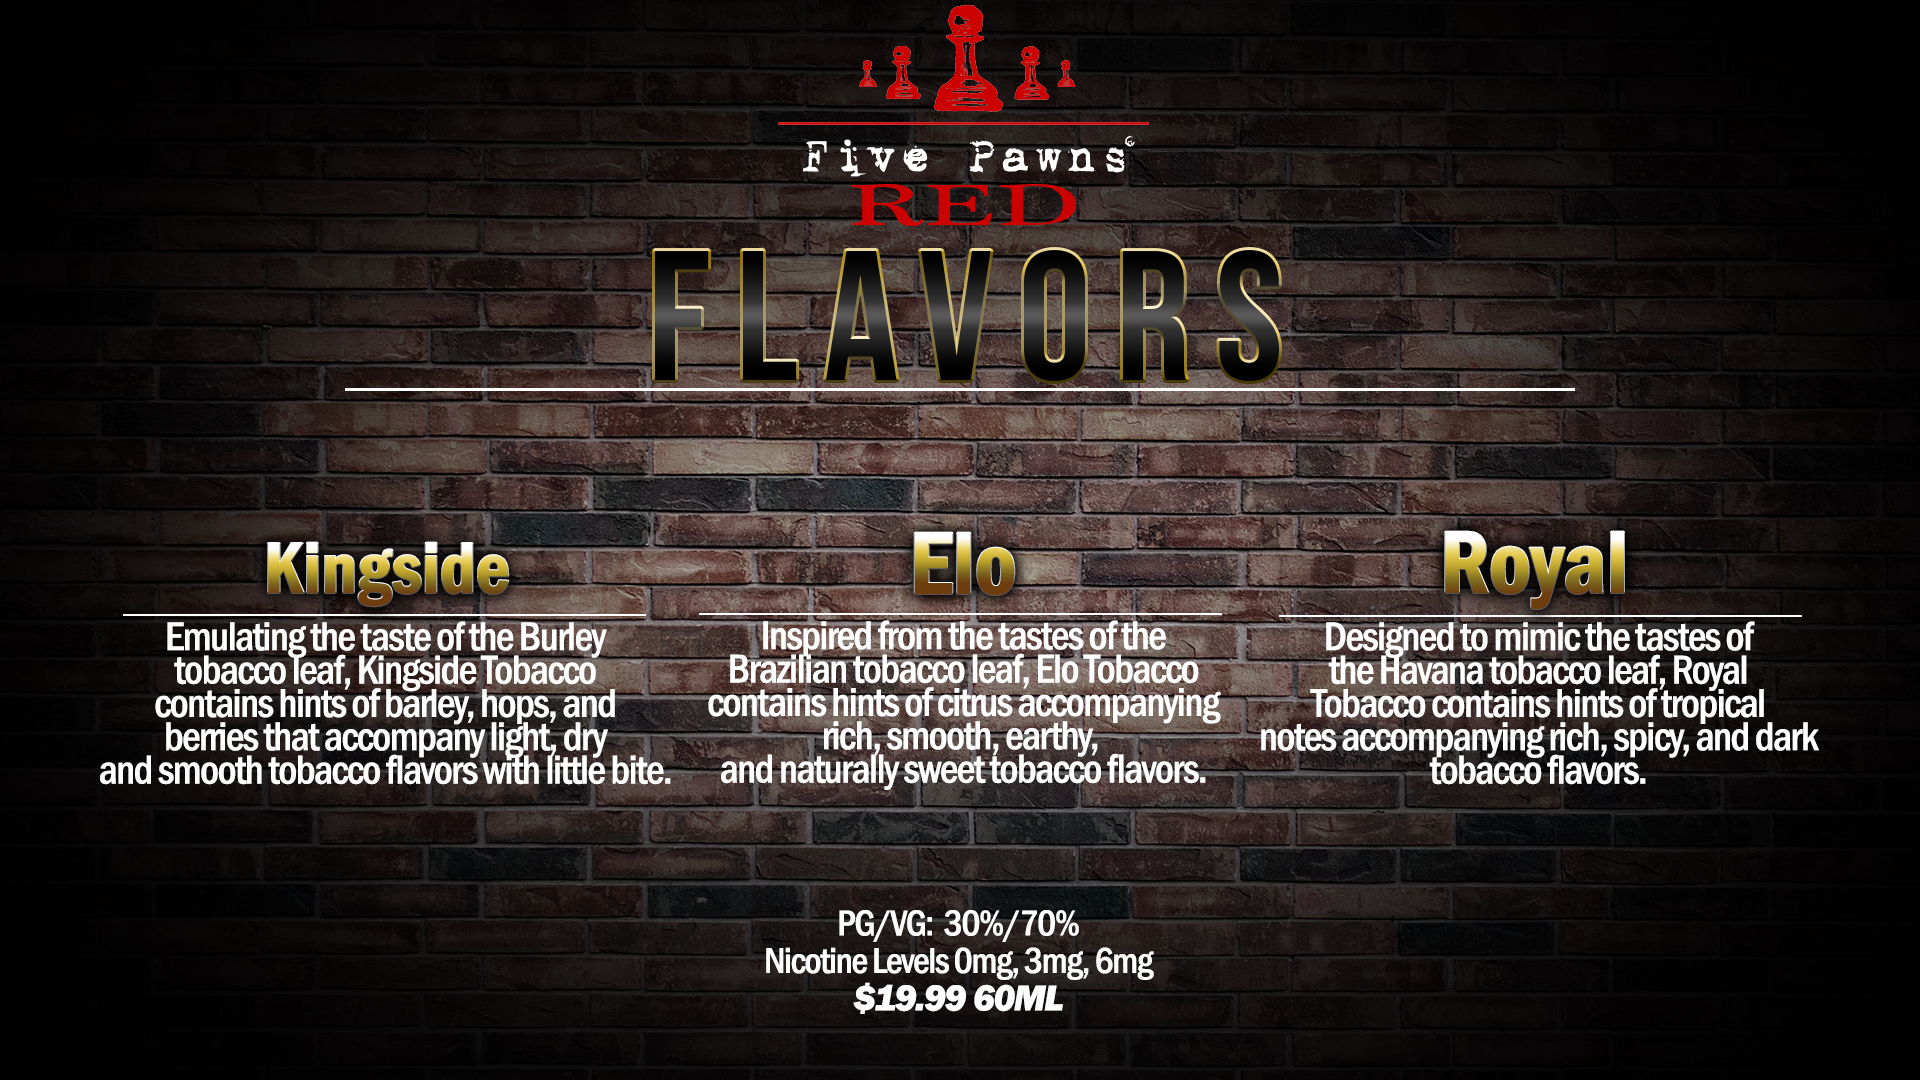 Five Pawns
RED
FLAVORS
Kingside
Emulating the taste of the Burley
tobacco leaf, Kingside Tobacco
contains hints of barley, hops, and
berries that accompany light, dry
and smooth tobacco flavors with little bite.
Elo
Inspired from the tastes of the
Brazilian tobacco leaf, Elo Tobacco
contains hints of citrus accompanying
rich, smooth, earthy,
and naturally sweet tobacco flavors.
Royal
Designed to mimic the tastes of
the Havana tobacco leaf, Royal
Tobacco contains hints of tropical
notes accompanying rich, spicy, and dark
tobacco flavors.
PG/VG: 30%/70%
Nicotine Levels 0mg, 3mg, 6mg
$19.99 60ML